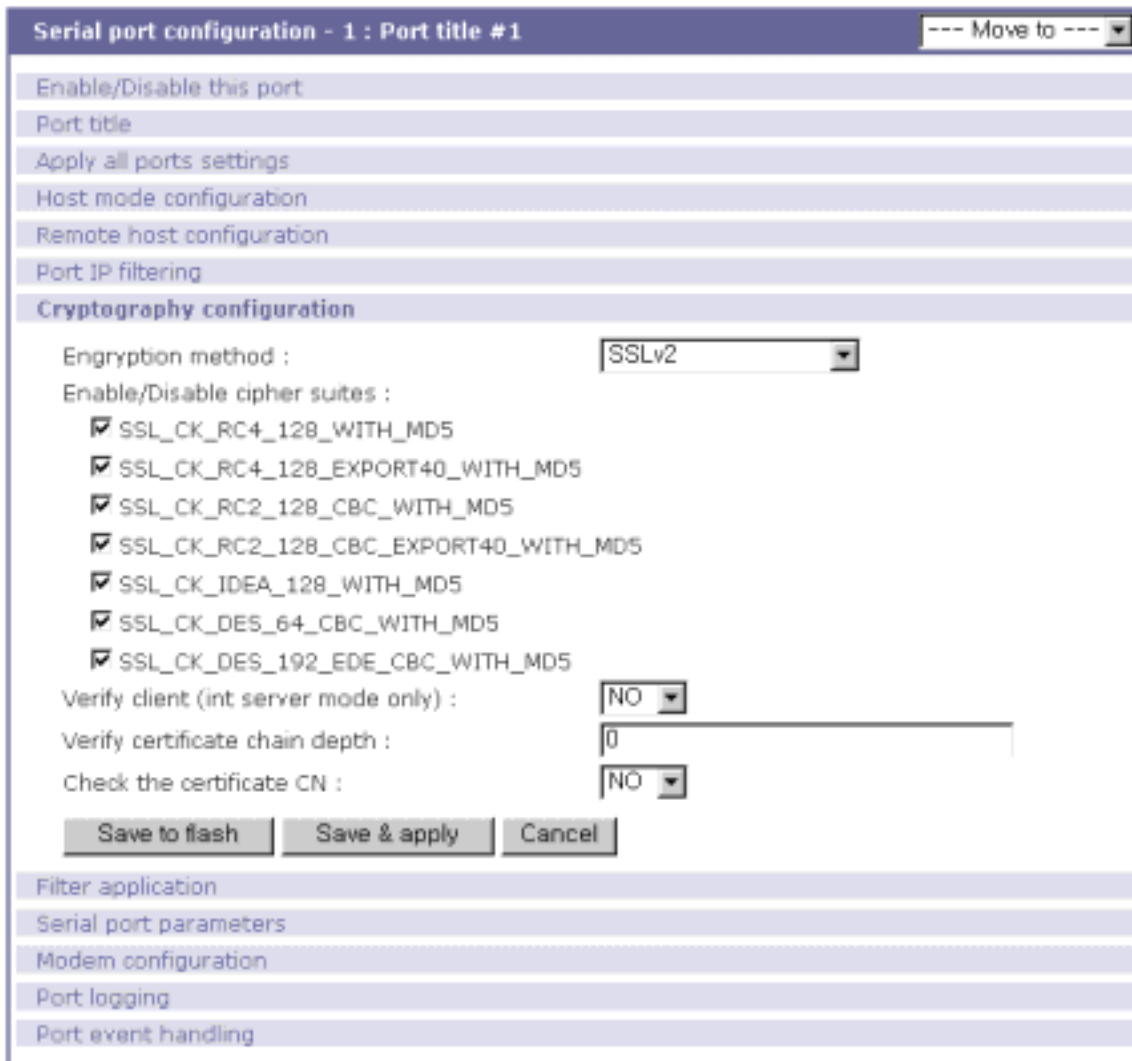 Serial port configuration - 1 : Port title #1 --- Move to ---
Enable/Disable this port
Port title
Apply all ports settings
Host mode configuration
Remote host configuration
Port IP filtering
Cryptography configuration
Engryption method : SSLv2
Enable/Disable cipher suites :
SSL_CK_RC4_128_WITH_MD5
SSL_CK_RC4_128_EXPORT40_WITH_MD5
SSL_CK_RC2_128_CBC_WITH_MD5
SSL_CK_RC2_128_CBC_EXPORT40_WITH_MD5
SSL_CK_IDEA_128_WITH_MD5
SSL_CK_DES_64_CBC_WITH_MD5
SSL_CK_DES_192_EDE_CBC_WITH_MD5
Verify client (int server mode only) : NO
Verify certificate chain depth : 0
Check the certificate CN : NO
Save to flash Save & apply Cancel
Filter application
Serial port parameters
Modem configuration
Port logging
Port event handling